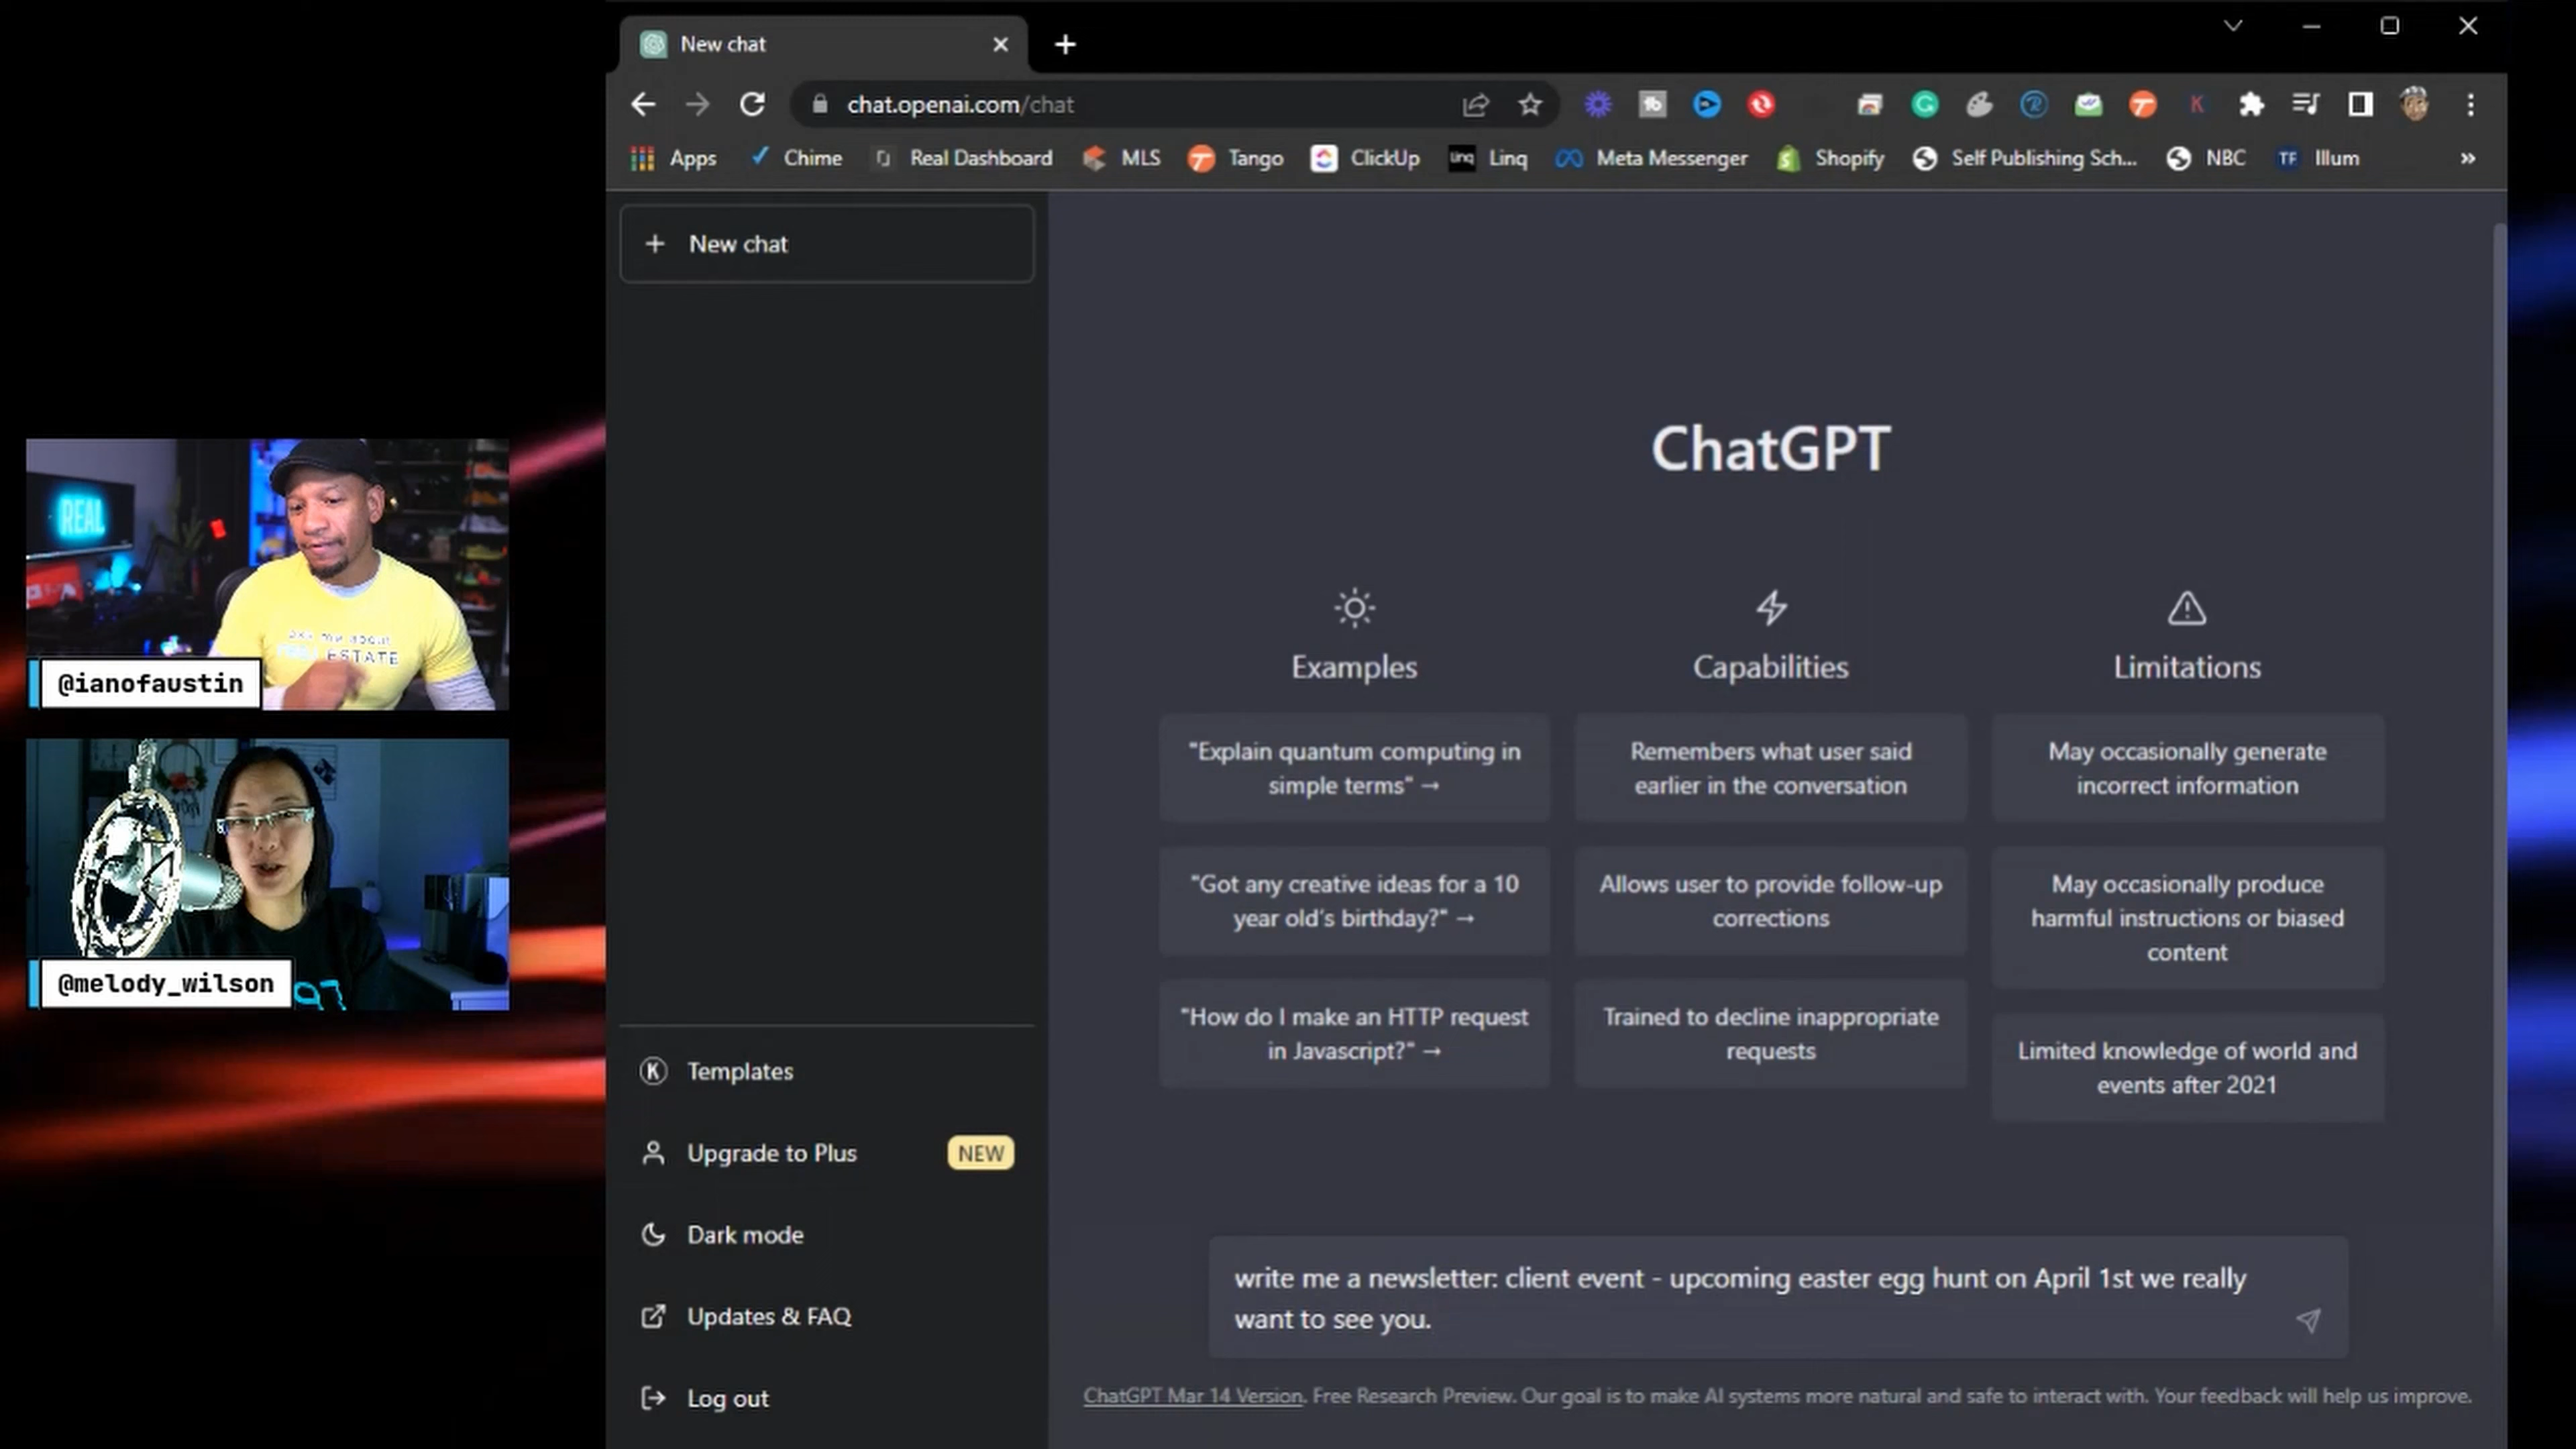 New chat
chat.openai.com/chat
Apps
Chime
Real Dashboard
MLS
Tango
ClickUp
Linq
Meta Messenger
Shopify
Self Publishing Sch...
NBC
TF
Illum
»
New chat
ChatGPT
Examples
"Explain quantum computing in
simple terms" →
"Got any creative ideas for a 10
year old's birthday?" →
"How do I make an HTTP request
in Javascript?" →
Capabilities
Remembers what user said
earlier in the conversation
Allows user to provide follow-up
corrections
Trained to decline inappropriate
requests
Limitations
May occasionally generate
incorrect information
May occasionally produce
harmful instructions or biased
content
Limited knowledge of world and
events after 2021
REAL
ESTATE
@ianofaustin
@melody_wilson
Templates
Upgrade to Plus NEW
Dark mode
Updates & FAQ
Log out
write me a newsletter: client event - upcoming easter egg hunt on April 1st we really
want to see you.
ChatGPT Mar 14 Version. Free Research Preview. Our goal is to make AI systems more natural and safe to interact with. Your feedback will help us improve.